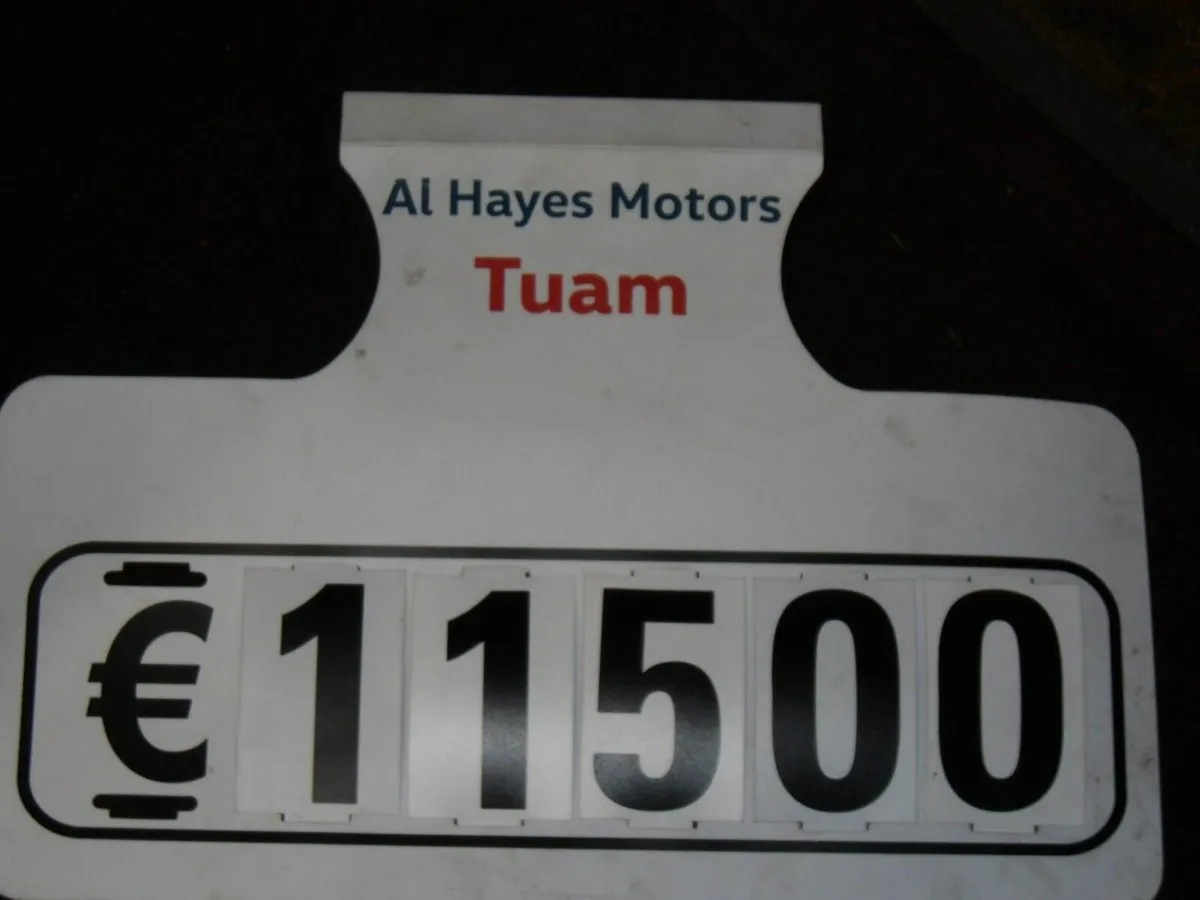 Al Hayes Motors
Tuam
€11500